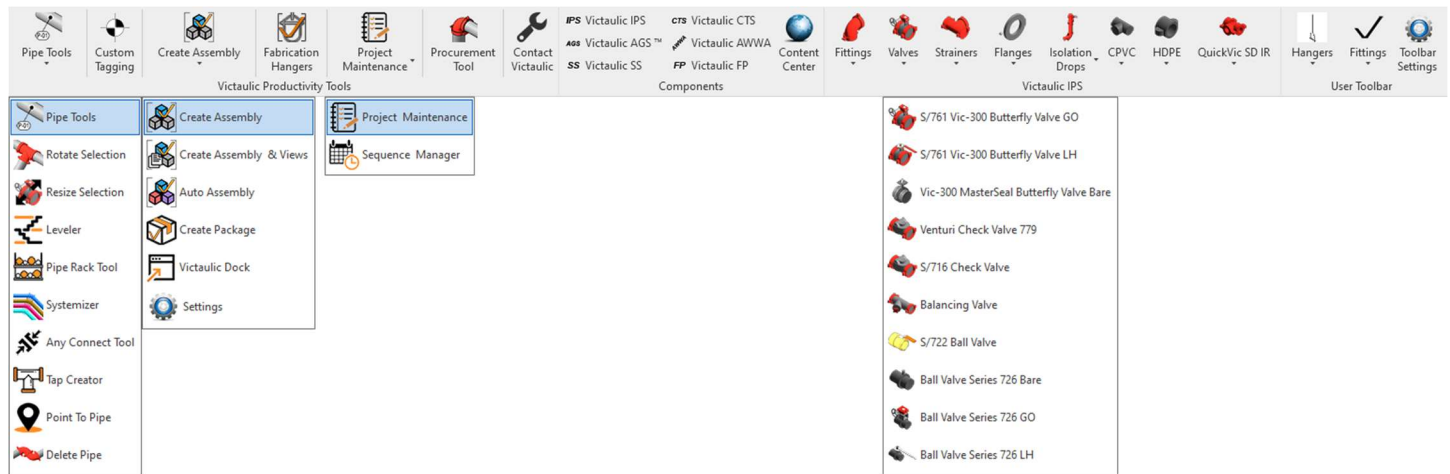 Pipe Tools
Custom Tagging
Create Assembly
Fabrication Hangers
Project Maintenance
Procurement Tool
Contact Victaulic
IPS Victaulic IPS
AGS Victaulic AGS™
SS Victaulic SS
CTS Victaulic CTS
AWWA Victaulic AWWA
FP Victaulic FP
Content Center
Fittings
Valves
Strainers
Flanges
Isolation Drops
CPVC
HDPE
QuickVic SD IR
Hangers
Fittings
Toolbar Settings
Victaulic Productivity Tools
Components
Victaulic IPS
User Toolbar
Pipe Tools
Rotate Selection
Resize Selection
Leveler
Pipe Rack Tool
Systemizer
Any Connect Tool
Tap Creator
Point To Pipe
Delete Pipe
Create Assembly
Create Assembly & Views
Auto Assembly
Create Package
Victaulic Dock
Settings
Project Maintenance
Sequence Manager
S/761 Vic-300 Butterfly Valve GO
S/761 Vic-300 Butterfly Valve LH
Vic-300 MasterSeal Butterfly Valve Bare
Venturi Check Valve 779
S/716 Check Valve
Balancing Valve
S/722 Ball Valve
Ball Valve Series 726 Bare
Ball Valve Series 726 GO
Ball Valve Series 726 LH